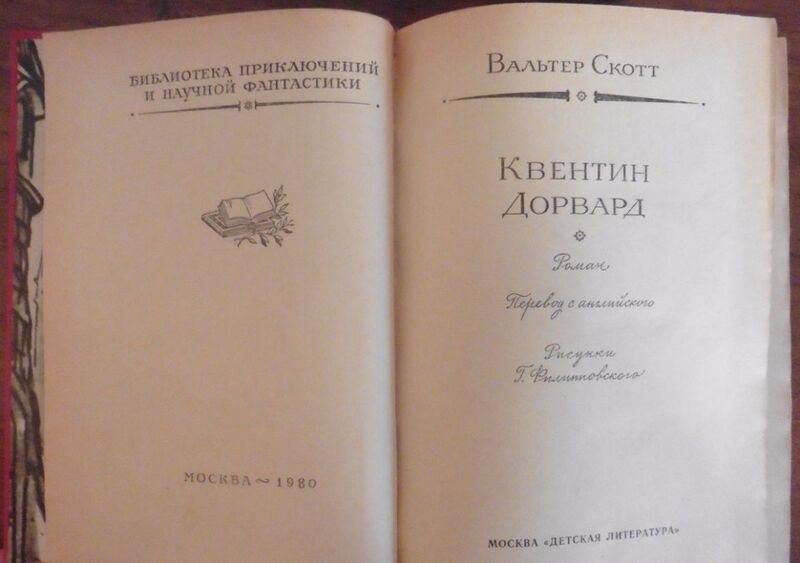 БИБЛИОТЕКА ПРИКЛЮЧЕНИЙ
И НАУЧНОЙ ФАНТАСТИКИ
МОСКВА ~ 1980
ВАЛЬТЕР СКОТТ
КВЕНТИН
ДОРВАРД
Роман
Перевод с английского
Рисунки
Г. Филипповского
МОСКВА «ДЕТСКАЯ ЛИТЕРАТУРА»